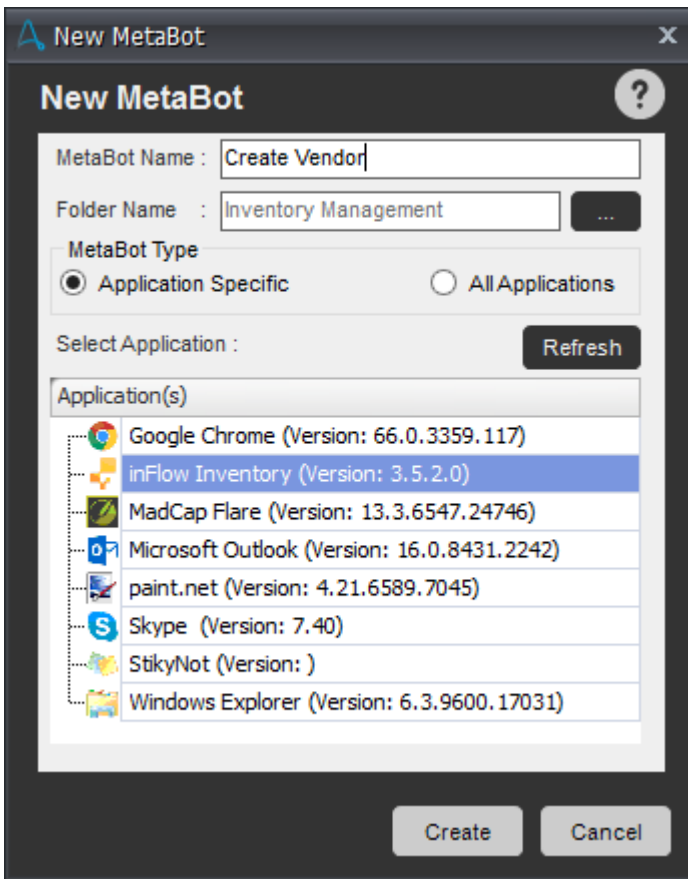 New MetaBot x
New MetaBot ?
MetaBot Name : Create Vendor
Folder Name : Inventory Management ...
MetaBot Type
Application Specific All Applications
Select Application : Refresh
Application(s)
Google Chrome (Version: 66.0.3359.117)
inFlow Inventory (Version: 3.5.2.0)
MadCap Flare (Version: 13.3.6547.24746)
Microsoft Outlook (Version: 16.0.8431.2242)
paint.net (Version: 4.21.6589.7045)
Skype (Version: 7.40)
StikyNot (Version: )
Windows Explorer (Version: 6.3.9600.17031)
Create Cancel